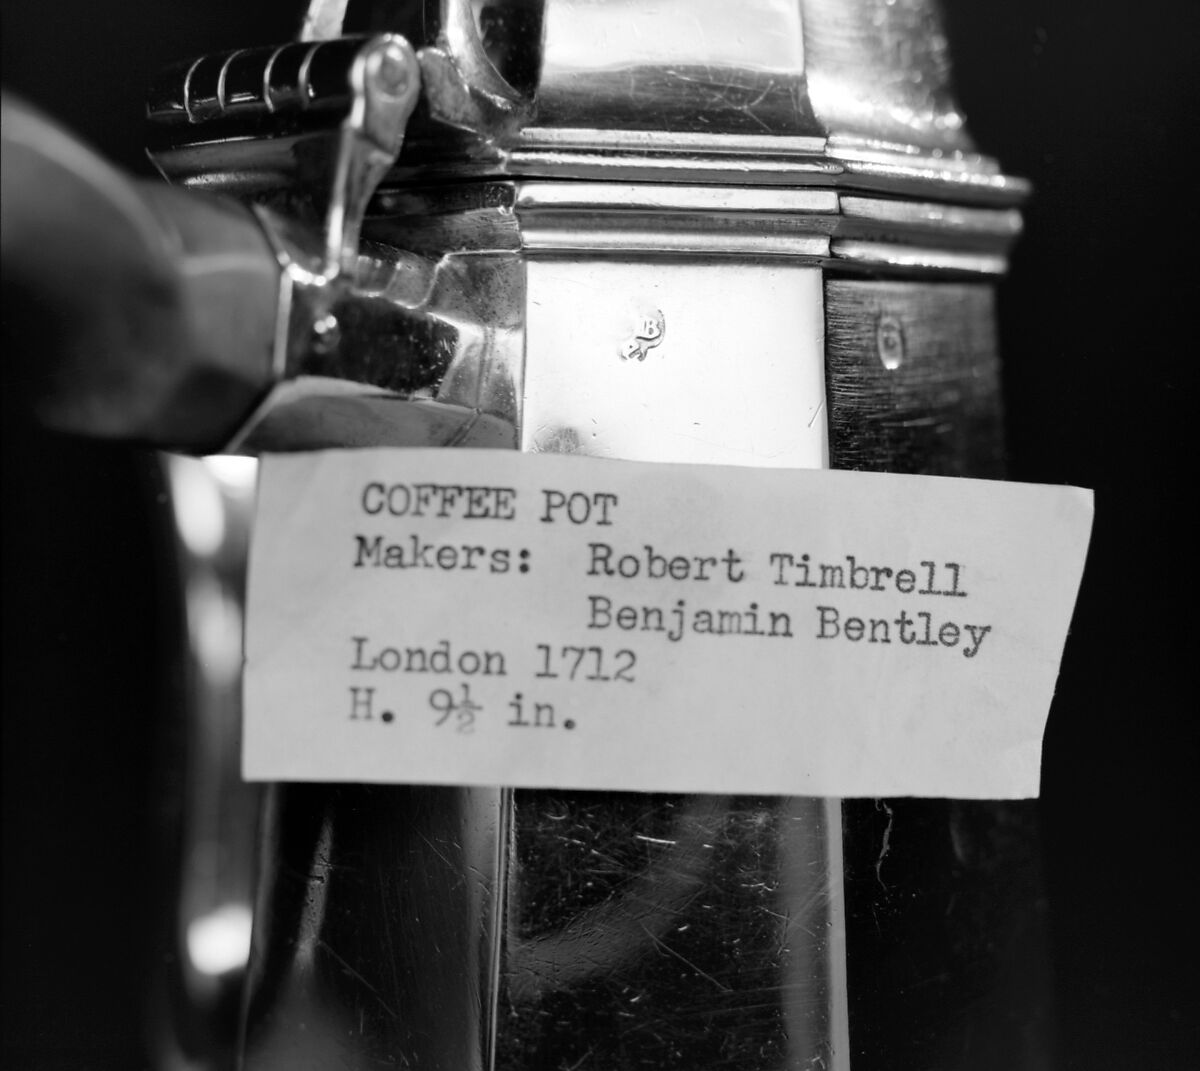 COFFEE POT
Makers: Robert Timbrell
Benjamin Bentley
London 1712
H. 9½ in.